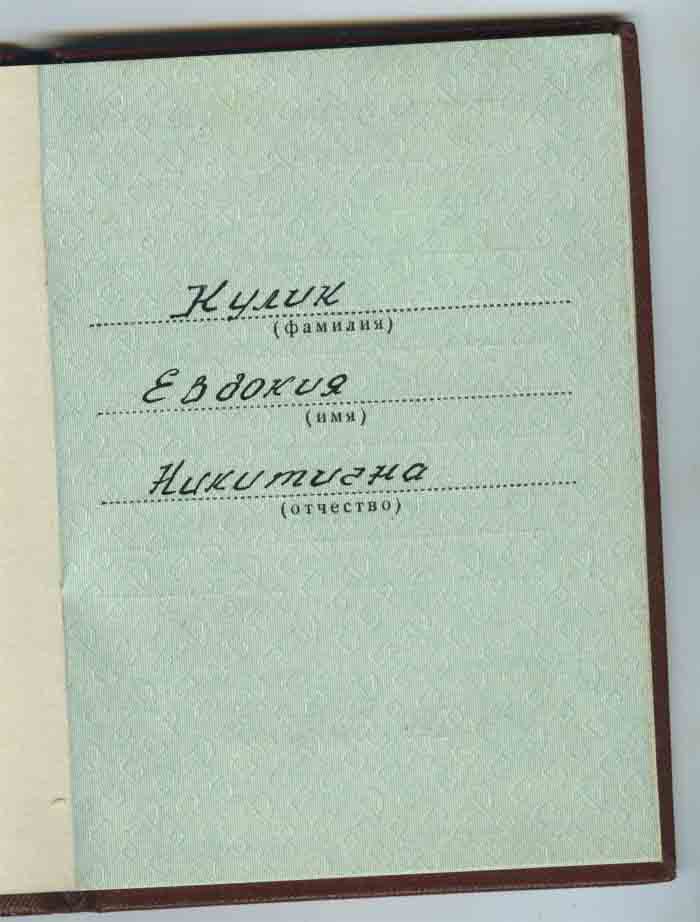 Кулик
(фамилия)
Евдокия
(имя)
Никитична
(отчество)